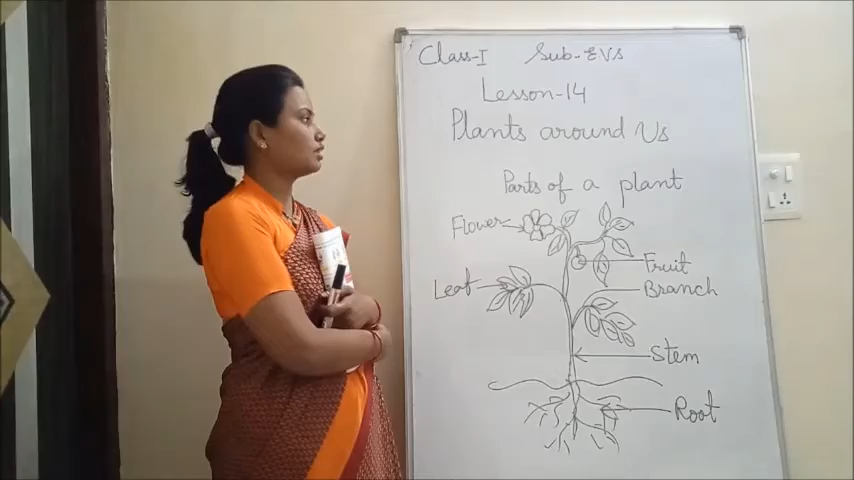 Class-I Sub-EVS
Lesson-14
Plants around Us
Parts of a plant
Flower
Fruit
Leaf
Branch
Stem
Root